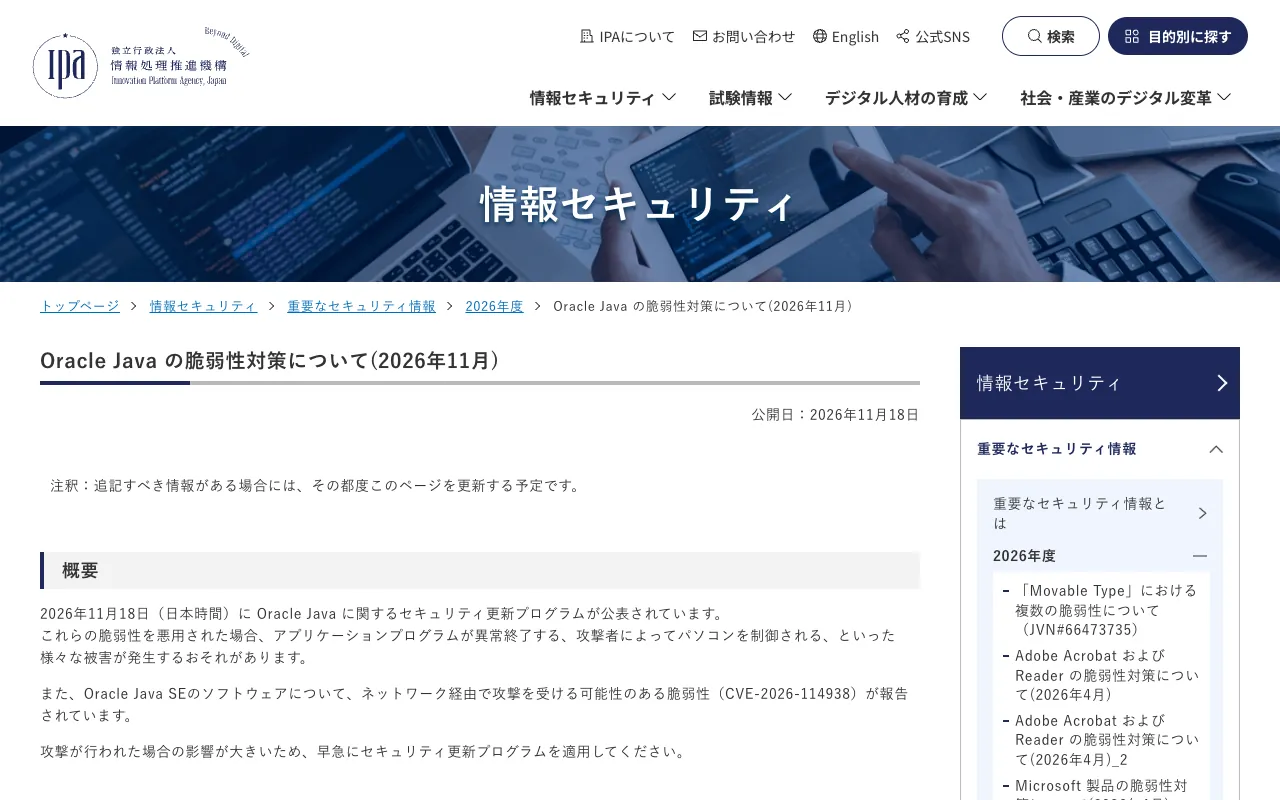 Beyond Digital
IPA
独立行政法人
情報処理推進機構
Innovation Platform Agency, Japan
IPAについて
お問い合わせ
English
公式SNS
検索
目的別に探す
情報セキュリティ
試験情報
デジタル人材の育成
社会・産業のデジタル変革
情報セキュリティ
トップページ
情報セキュリティ
重要なセキュリティ情報
2026年度
Oracle Java の脆弱性対策について(2026年11月)
Oracle Java の脆弱性対策について(2026年11月)
公開日：2026年11月18日
注釈：追記すべき情報がある場合には、その都度このページを更新する予定です。
概要
2026年11月18日（日本時間）に Oracle Java に関するセキュリティ更新プログラムが公表されています。
これらの脆弱性を悪用された場合、アプリケーションプログラムが異常終了する、攻撃者によってパソコンを制御される、といった
様々な被害が発生するおそれがあります。
また、Oracle Java SEのソフトウェアについて、ネットワーク経由で攻撃を受ける可能性のある脆弱性（CVE-2026-114938）が報告
されています。
攻撃が行われた場合の影響が大きいため、早急にセキュリティ更新プログラムを適用してください。
情報セキュリティ
重要なセキュリティ情報
重要なセキュリティ情報と
は
2026年度
「Movable Type」における
複数の脆弱性について
（JVN#66473735）
Adobe Acrobat および
Reader の脆弱性対策につい
て(2026年4月)
Adobe Acrobat および
Reader の脆弱性対策につい
て(2026年4月)_2
Microsoft 製品の脆弱性対